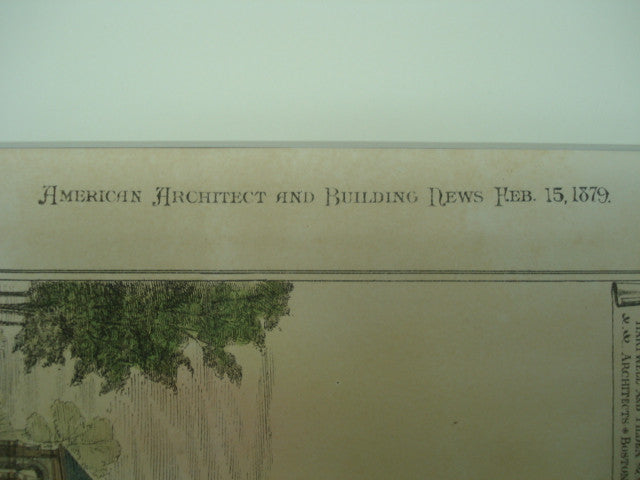 American Architect and Building News Feb. 15, 1879.
Architects * Boston